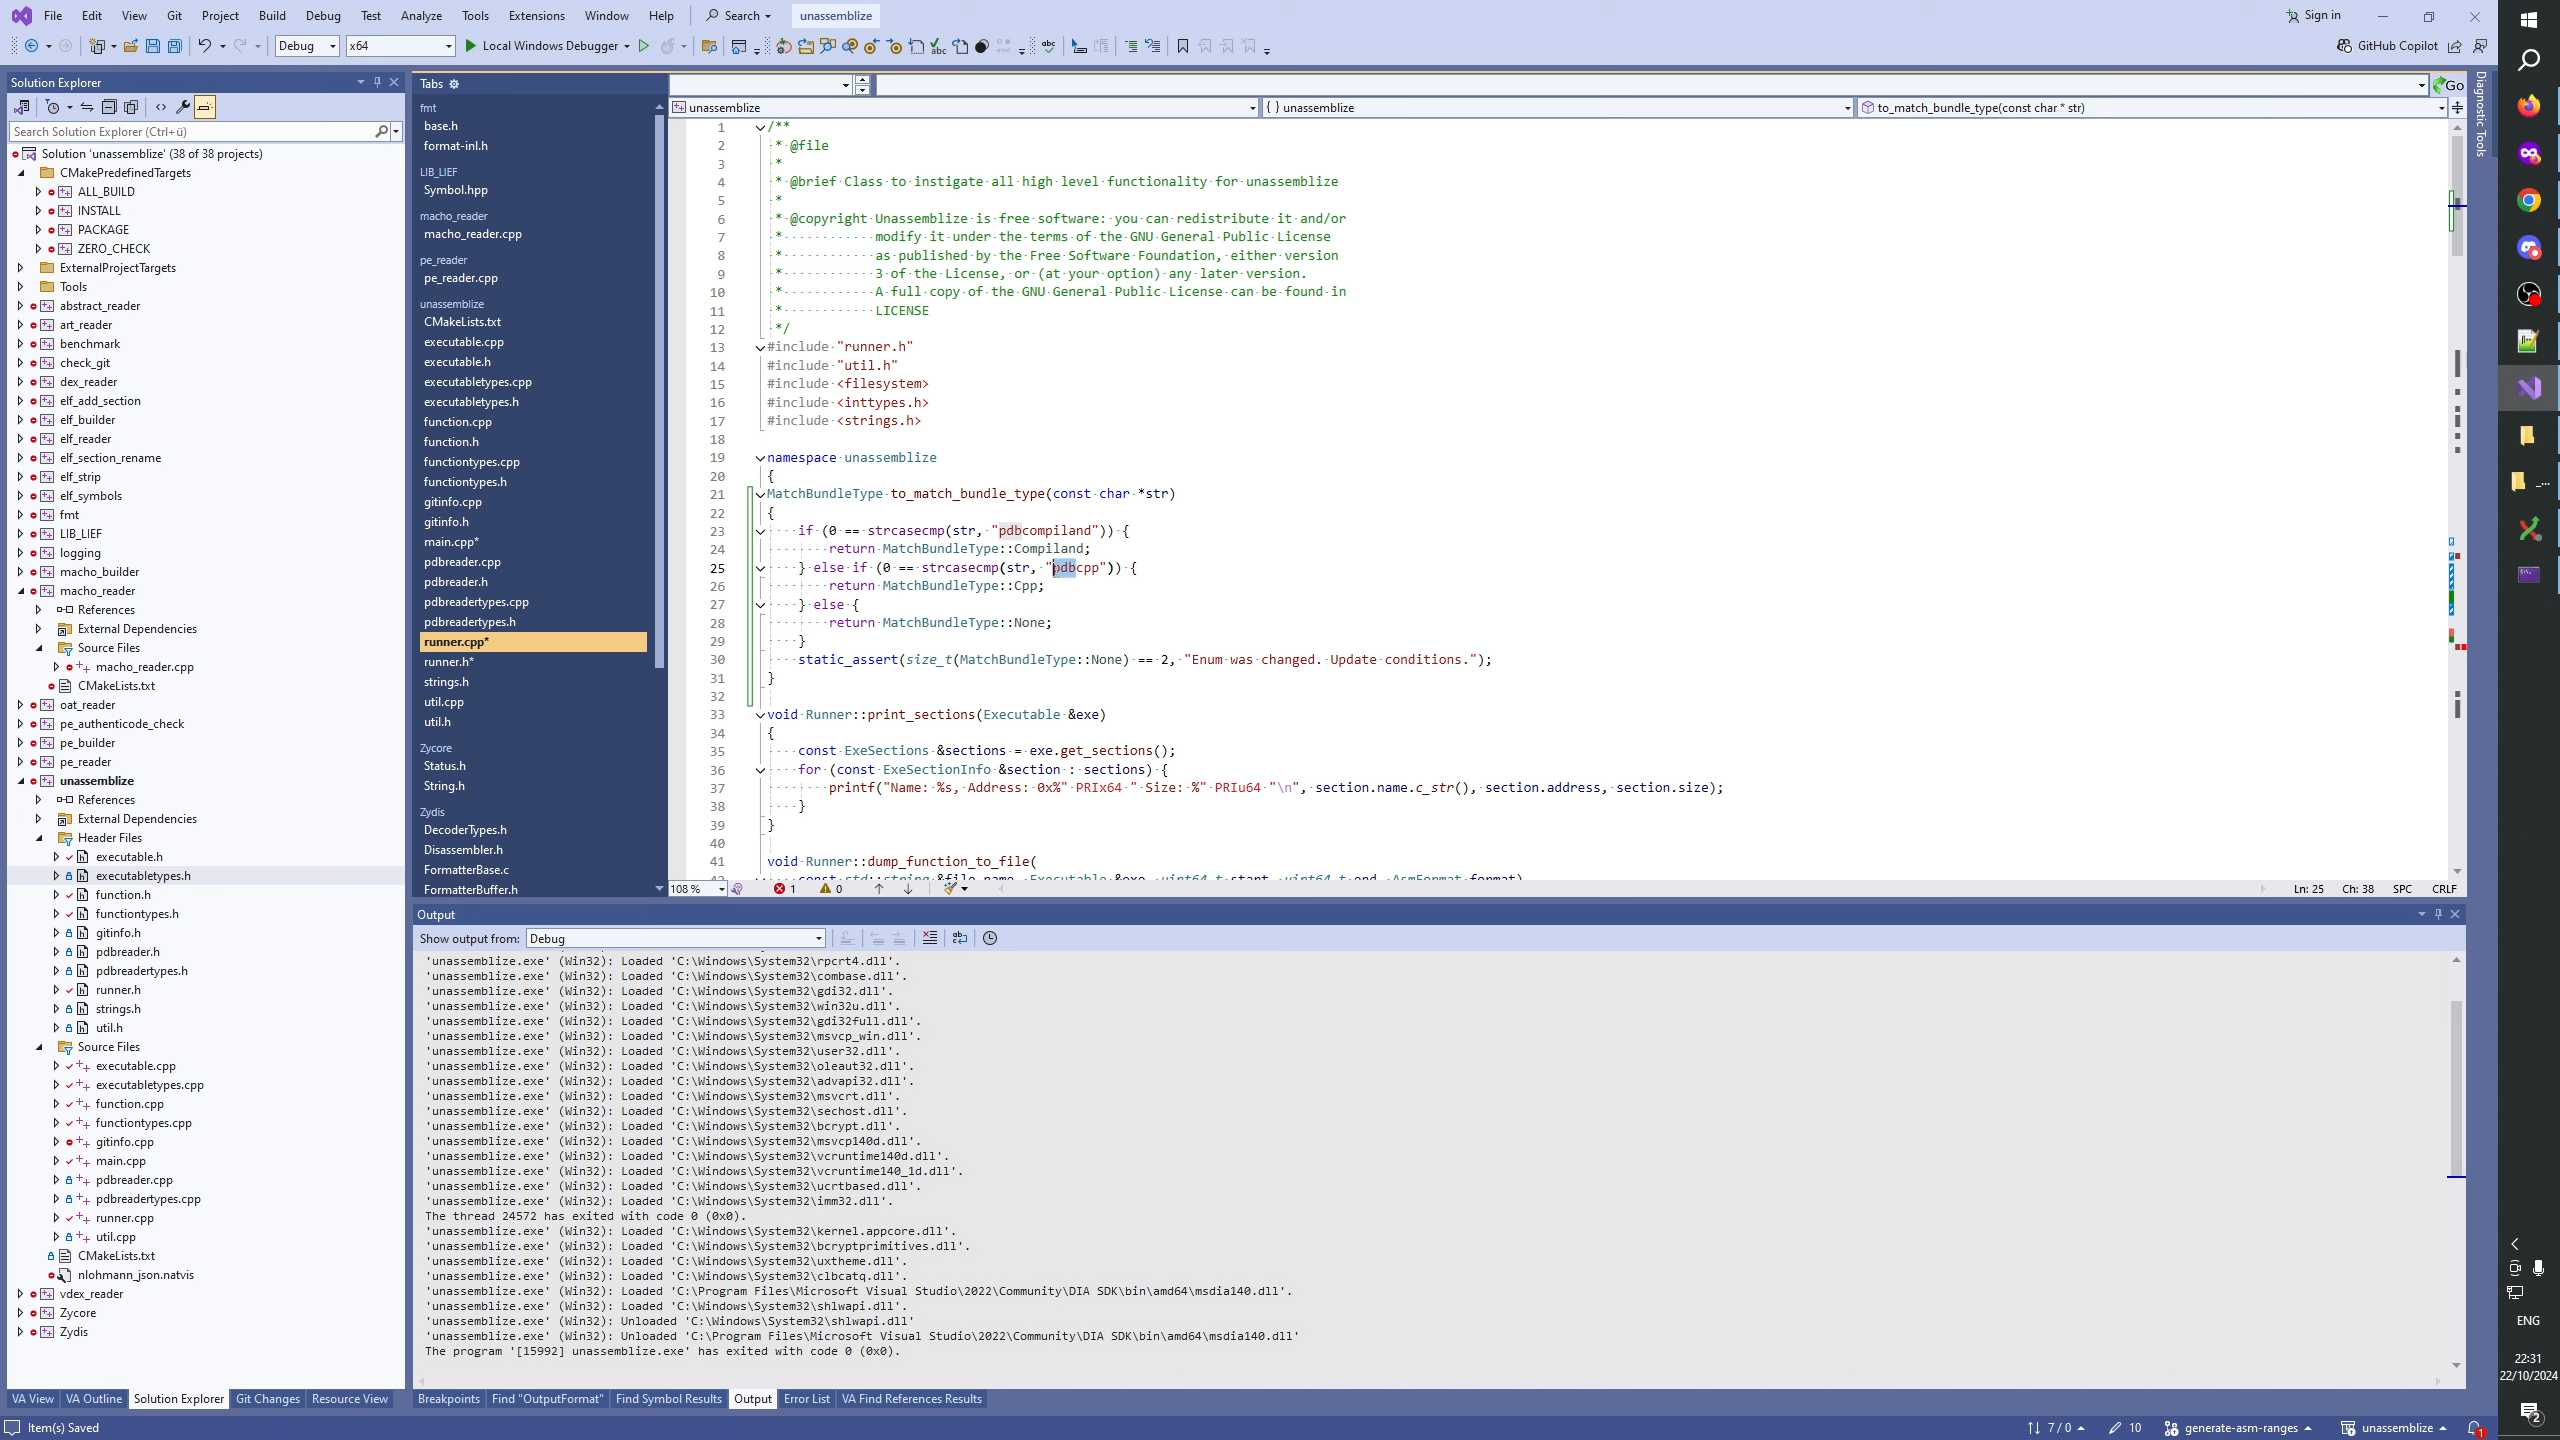 File Edit View Git Project Build Debug Test Analyze Tools Extensions Window Help Search unassemblize Sign in
Debug x64 Local Windows Debugger GitHub Copilot
Solution Explorer
Search Solution Explorer (Ctrl+ü)
Solution 'unassemblize' (38 of 38 projects)
CMakePredefinedTargets
ALL_BUILD
INSTALL
PACKAGE
ZERO_CHECK
ExternalProjectTargets
Tools
abstract_reader
art_reader
benchmark
check_git
dex_reader
elf_add_section
elf_builder
elf_reader
elf_section_rename
elf_strip
elf_symbols
fmt
LIB_LIEF
logging
macho_builder
macho_reader
References
External Dependencies
Source Files
macho_reader.cpp
CMakeLists.txt
oat_reader
pe_authenticode_check
pe_builder
pe_reader
unassemblize
References
External Dependencies
Header Files
executable.h
executabletypes.h
function.h
functiontypes.h
gitinfo.h
pdbreader.h
pdbreadertypes.h
runner.h
strings.h
util.h
Source Files
executable.cpp
executabletypes.cpp
function.cpp
functiontypes.cpp
gitinfo.cpp
main.cpp
pdbreader.cpp
pdbreadertypes.cpp
runner.cpp
util.cpp
CMakeLists.txt
nlohmann_json.natvis
vdex_reader
Zycore
Zydis
VA View VA Outline Solution Explorer Git Changes Resource View
Tabs
fmt
base.h
format-inl.h
LIB_LIEF
Symbol.hpp
macho_reader
macho_reader.cpp
pe_reader
pe_reader.cpp
unassemblize
CMakeLists.txt
executable.cpp
executable.h
executabletypes.cpp
executabletypes.h
function.cpp
function.h
functiontypes.cpp
functiontypes.h
gitinfo.cpp
gitinfo.h
main.cpp*
pdbreader.cpp
pdbreader.h
pdbreadertypes.cpp
pdbreadertypes.h
runner.cpp*
runner.h*
strings.h
util.cpp
util.h
Zycore
Status.h
String.h
Zydis
DecoderTypes.h
Disassembler.h
FormatterBase.c
FormatterBuffer.h
Go
unassemblize { } unassemblize to_match_bundle_type(const char * str)
1 /**
2 * @file
3 *
4 * @brief Class to instigate all high level functionality for unassemblize
5 *
6 * @copyright Unassemblize is free software: you can redistribute it and/or
7 * modify it under the terms of the GNU General Public License
8 * as published by the Free Software Foundation, either version
9 * 3 of the License, or (at your option) any later version.
10 * A full copy of the GNU General Public License can be found in
11 * LICENSE
12 */
13 #include "runner.h"
14 #include "util.h"
15 #include <filesystem>
16 #include <inttypes.h>
17 #include <strings.h>
18
19 namespace unassemblize
20 {
21 MatchBundleType to_match_bundle_type(const char *str)
22 {
23 if (0 == strcasecmp(str, "pdbcompiland")) {
24 return MatchBundleType::Compiland;
25 } else if (0 == strcasecmp(str, "pdbcpp")) {
26 return MatchBundleType::Cpp;
27 } else {
28 return MatchBundleType::None;
29 }
30 static_assert(size_t(MatchBundleType::None) == 2, "Enum was changed. Update conditions.");
31 }
32
33 void Runner::print_sections(Executable &exe)
34 {
35 const ExeSections &sections = exe.get_sections();
36 for (const ExeSectionInfo &section : sections) {
37 printf("Name: %s, Address: 0x%" PRIx64 " Size: %" PRIu64 "\n", section.name.c_str(), section.address, section.size);
38 }
39 }
40
41 void Runner::dump_function_to_file(
42 const std::string &file_name, Executable &exe, uint64_t start, uint64_t end, AsmFormat format)
108 % 1 0 Ln: 25 Ch: 38 SPC CRLF
Output
Show output from: Debug
'unassemblize.exe' (Win32): Loaded 'C:\Windows\System32\rpcrt4.dll'.
'unassemblize.exe' (Win32): Loaded 'C:\Windows\System32\combase.dll'.
'unassemblize.exe' (Win32): Loaded 'C:\Windows\System32\gdi32.dll'.
'unassemblize.exe' (Win32): Loaded 'C:\Windows\System32\win32u.dll'.
'unassemblize.exe' (Win32): Loaded 'C:\Windows\System32\gdi32full.dll'.
'unassemblize.exe' (Win32): Loaded 'C:\Windows\System32\msvcp_win.dll'.
'unassemblize.exe' (Win32): Loaded 'C:\Windows\System32\user32.dll'.
'unassemblize.exe' (Win32): Loaded 'C:\Windows\System32\oleaut32.dll'.
'unassemblize.exe' (Win32): Loaded 'C:\Windows\System32\advapi32.dll'.
'unassemblize.exe' (Win32): Loaded 'C:\Windows\System32\msvcrt.dll'.
'unassemblize.exe' (Win32): Loaded 'C:\Windows\System32\sechost.dll'.
'unassemblize.exe' (Win32): Loaded 'C:\Windows\System32\bcrypt.dll'.
'unassemblize.exe' (Win32): Loaded 'C:\Windows\System32\msvcp140d.dll'.
'unassemblize.exe' (Win32): Loaded 'C:\Windows\System32\vcruntime140d.dll'.
'unassemblize.exe' (Win32): Loaded 'C:\Windows\System32\vcruntime140_1d.dll'.
'unassemblize.exe' (Win32): Loaded 'C:\Windows\System32\ucrtbased.dll'.
'unassemblize.exe' (Win32): Loaded 'C:\Windows\System32\imm32.dll'.
The thread 24572 has exited with code 0 (0x0).
'unassemblize.exe' (Win32): Loaded 'C:\Windows\System32\kernel.appcore.dll'.
'unassemblize.exe' (Win32): Loaded 'C:\Windows\System32\bcryptprimitives.dll'.
'unassemblize.exe' (Win32): Loaded 'C:\Windows\System32\uxtheme.dll'.
'unassemblize.exe' (Win32): Loaded 'C:\Windows\System32\clbcatq.dll'.
'unassemblize.exe' (Win32): Loaded 'C:\Program Files\Microsoft Visual Studio\2022\Community\DIA SDK\bin\amd64\msdia140.dll'.
'unassemblize.exe' (Win32): Loaded 'C:\Windows\System32\shlwapi.dll'.
'unassemblize.exe' (Win32): Unloaded 'C:\Windows\System32\shlwapi.dll'
'unassemblize.exe' (Win32): Unloaded 'C:\Program Files\Microsoft Visual Studio\2022\Community\DIA SDK\bin\amd64\msdia140.dll'
The program '[15992] unassemblize.exe' has exited with code 0 (0x0).
Breakpoints Find "OutputFormat" Find Symbol Results Output Error List VA Find References Results
Item(s) Saved 7 / 0 10 generate-asm-ranges unassemblize 1
Diagnostic Tools
ENG
22:31
22/10/2024
2